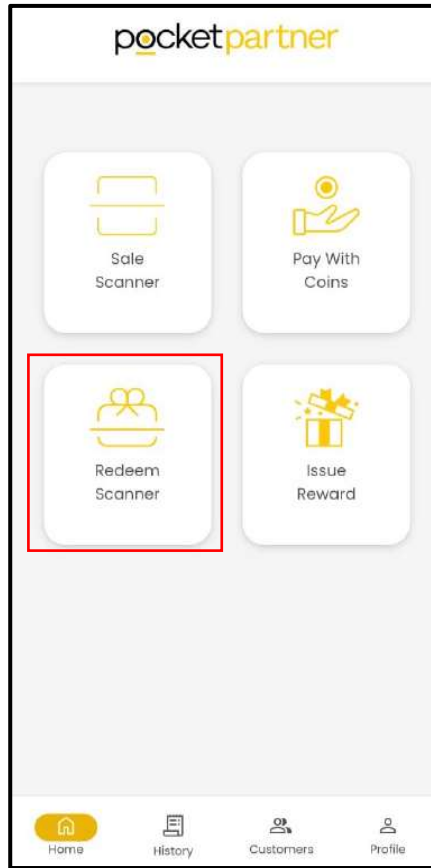 pocketpartner
Sale
Scanner
Pay With
Coins
Redeem
Scanner
Issue
Reward
Home
History
Customers
Profile